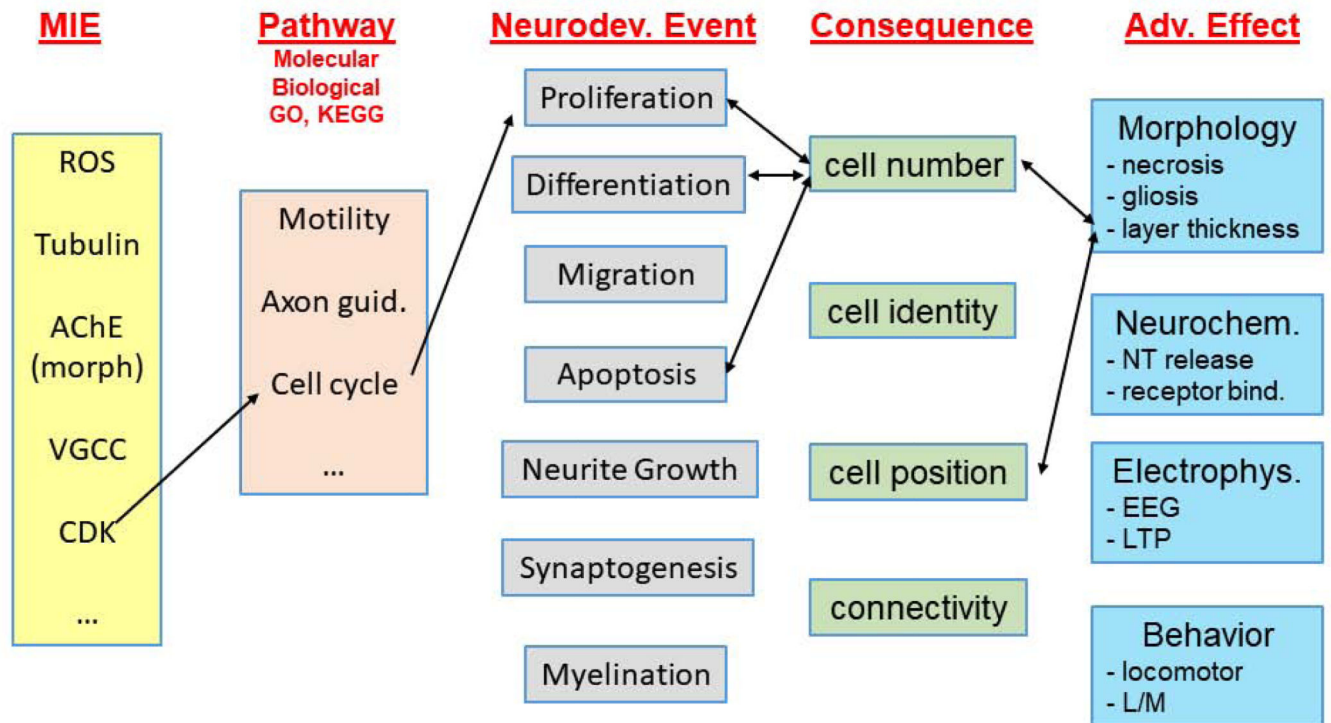 MIE
Pathway
Molecular
Biological
GO, KEGG
Neurodev. Event
Consequence
Adv. Effect
ROS
Tubulin
AChE
(morph)
VGCC
CDK
...
Motility
Axon guid.
Cell cycle
...
Proliferation
Differentiation
Migration
Apoptosis
Neurite Growth
Synaptogenesis
Myelination
cell number
cell identity
cell position
connectivity
Morphology
- necrosis
- gliosis
- layer thickness
Neurochem.
- NT release
- receptor bind.
Electrophys.
- EEG
- LTP
Behavior
- locomotor
- L/M